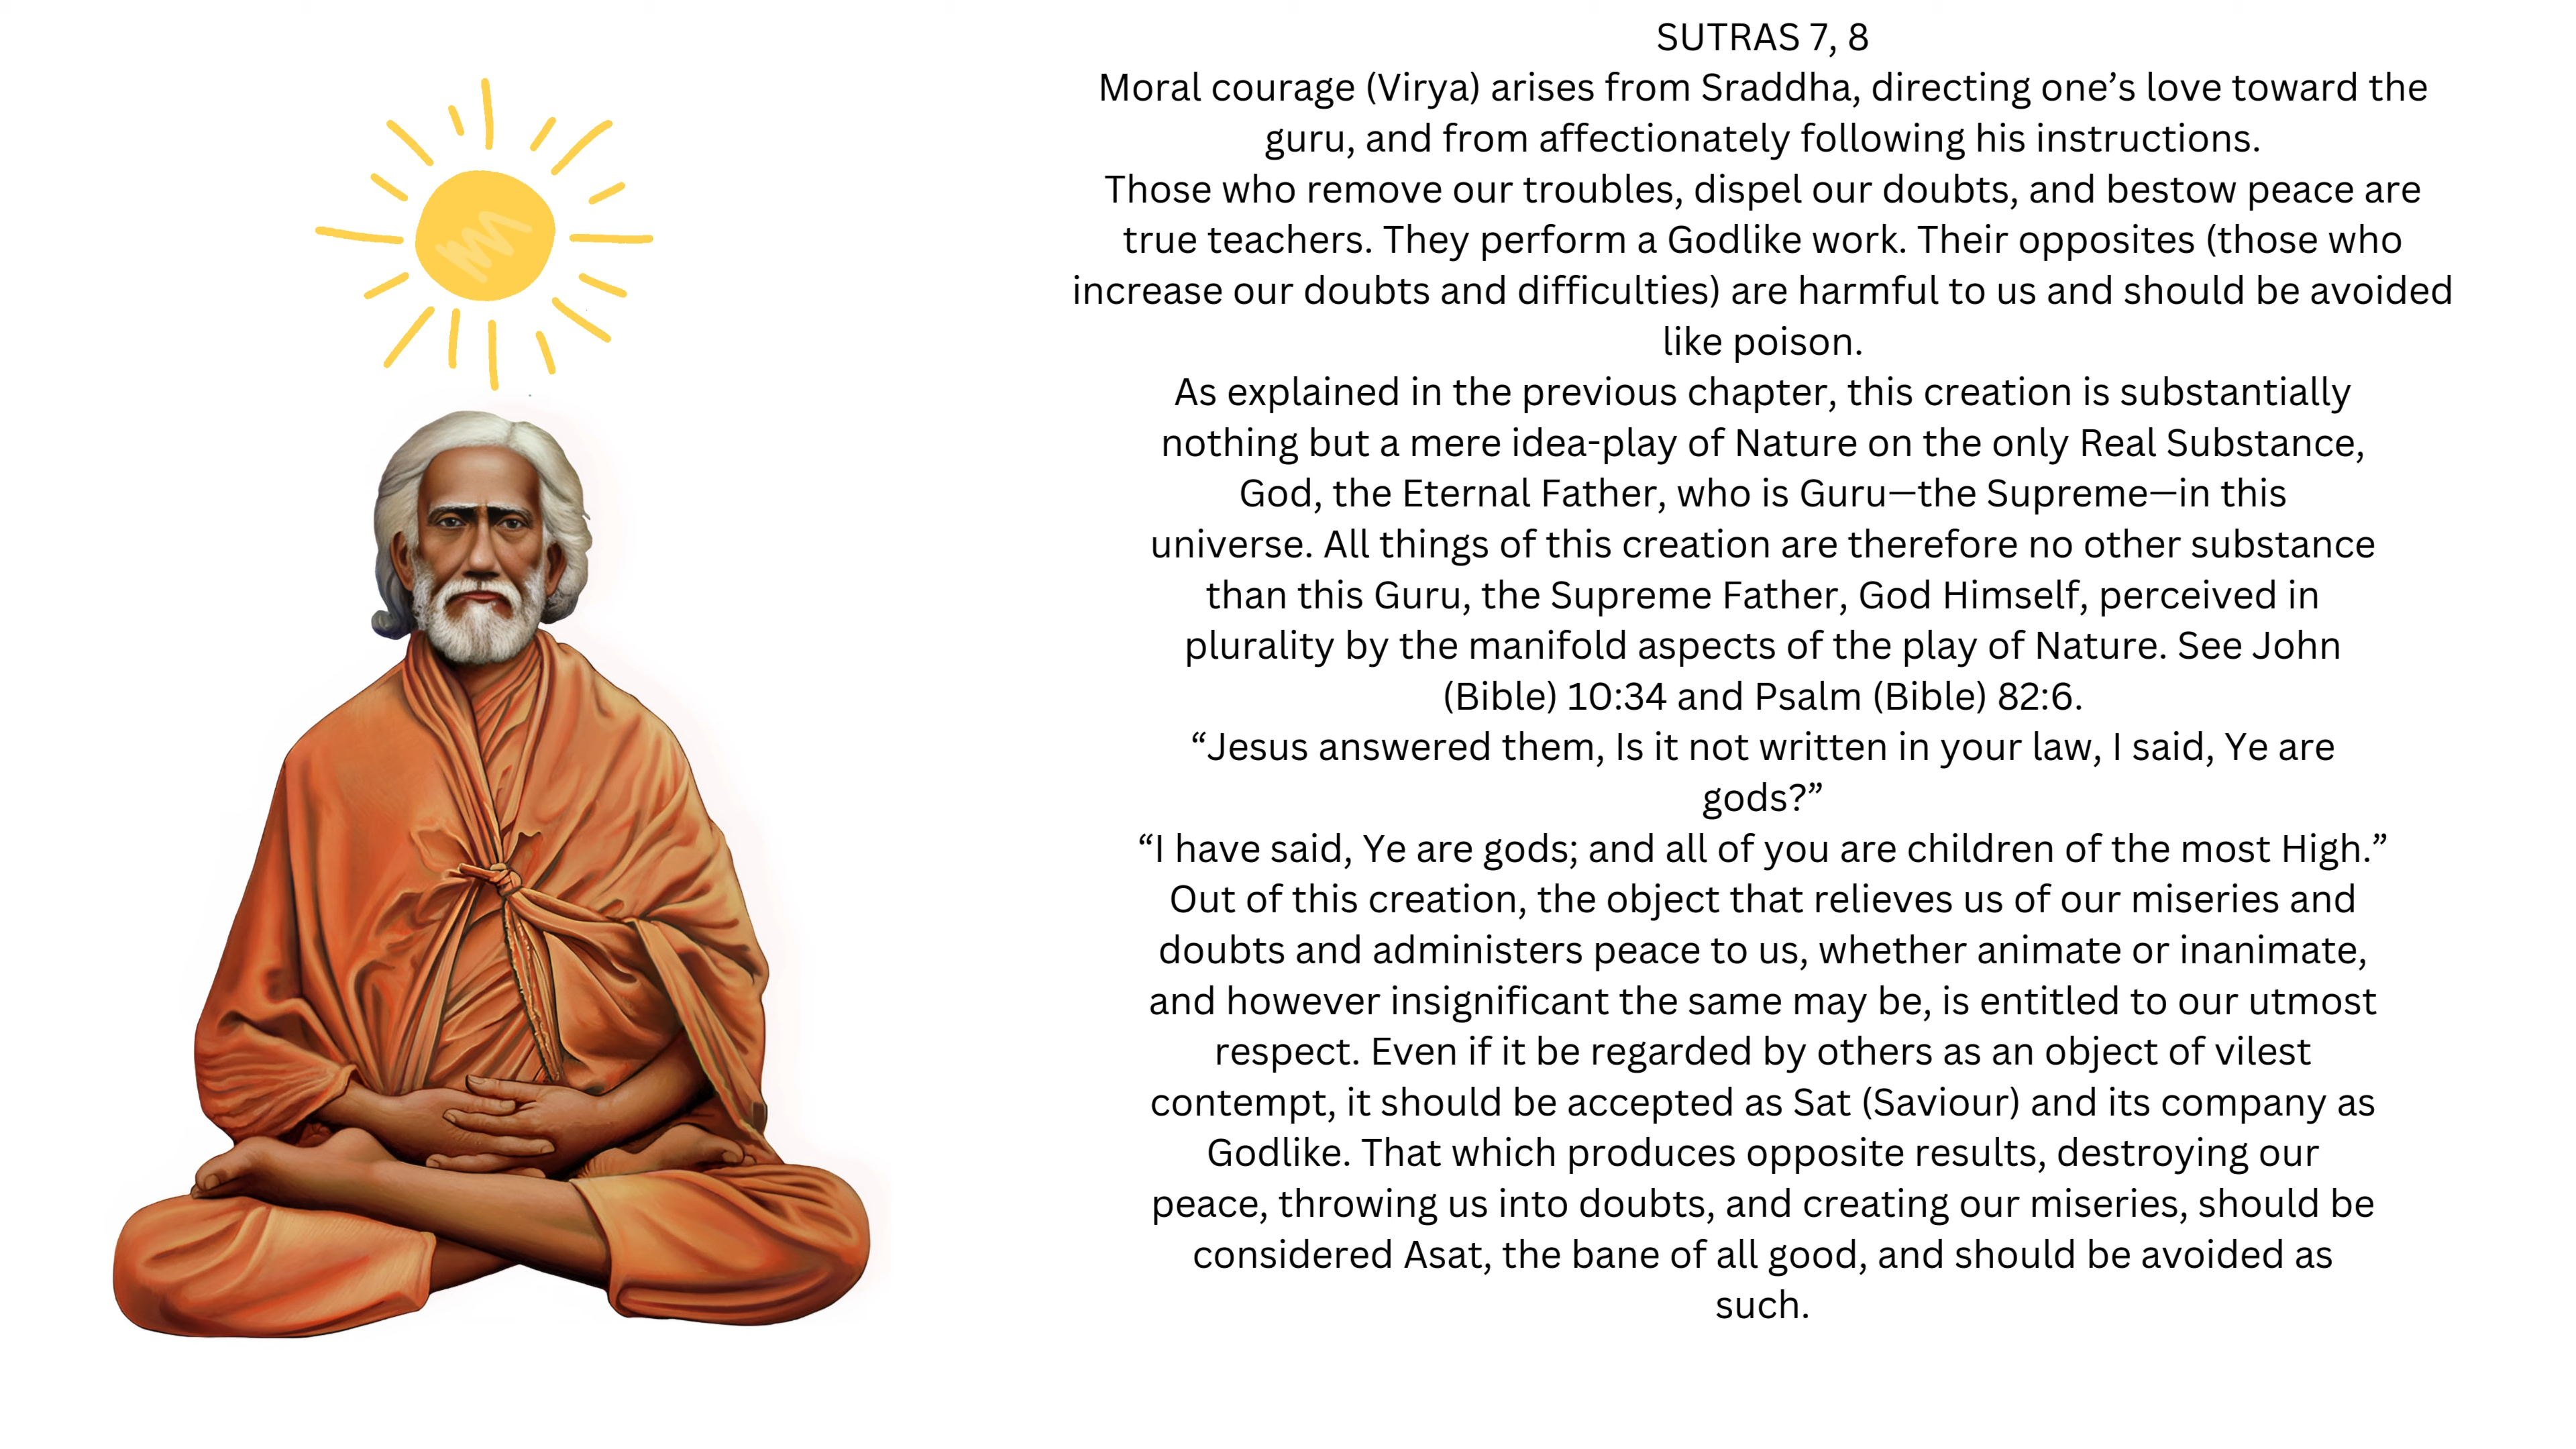 SUTRAS 7, 8
Moral courage (Virya) arises from Sraddha, directing one’s love toward the
guru, and from affectionately following his instructions.
Those who remove our troubles, dispel our doubts, and bestow peace are
true teachers. They perform a Godlike work. Their opposites (those who
increase our doubts and difficulties) are harmful to us and should be avoided
like poison.
As explained in the previous chapter, this creation is substantially
nothing but a mere idea-play of Nature on the only Real Substance,
God, the Eternal Father, who is Guru—the Supreme—in this
universe. All things of this creation are therefore no other substance
than this Guru, the Supreme Father, God Himself, perceived in
plurality by the manifold aspects of the play of Nature. See John
(Bible) 10:34 and Psalm (Bible) 82:6.
“Jesus answered them, Is it not written in your law, I said, Ye are
gods?”
“I have said, Ye are gods; and all of you are children of the most High.”
Out of this creation, the object that relieves us of our miseries and
doubts and administers peace to us, whether animate or inanimate,
and however insignificant the same may be, is entitled to our utmost
respect. Even if it be regarded by others as an object of vilest
contempt, it should be accepted as Sat (Saviour) and its company as
Godlike. That which produces opposite results, destroying our
peace, throwing us into doubts, and creating our miseries, should be
considered Asat, the bane of all good, and should be avoided as
such.